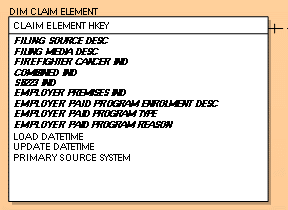 DIM CLAIM ELEMENT
CLAIM ELEMENT HKEY
FILING SOURCE DESC
FILING MEDIA DESC
FIREFIGHTER CANCER IND
COMBINED IND
SB223 IND
EMPLOYER PREMISES IND
EMPLOYER PAID PROGRAM ENROLMENT DESC
EMPLOYER PAID PROGRAM TYPE
EMPLOYER PAID PROGRAM REASON
LOAD DATETIME
UPDATE DATETIME
PRIMARY SOURCE SYSTEM